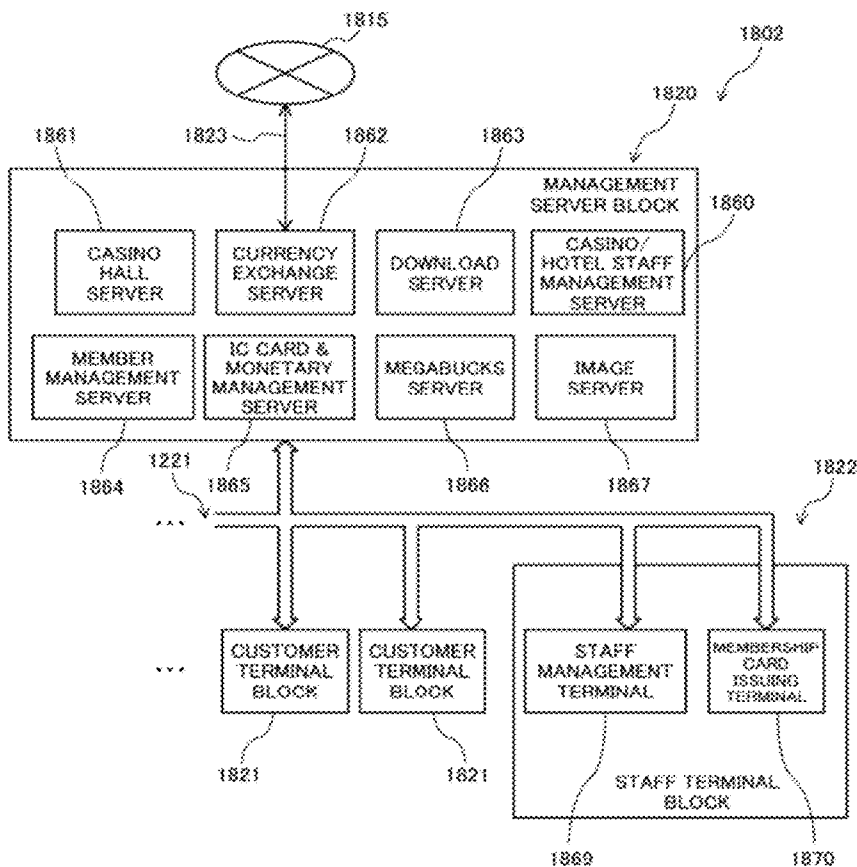 1815
1802
1820
1861
1823
1862
1863
1860
MANAGEMENT
SERVER BLOCK
CASINO
HALL
SERVER
CURRENCY
EXCHANGE
SERVER
DOWNLOAD
SERVER
CASINO/
HOTEL STAFF
MANAGEMENT
SERVER
MEMBER
MANAGEMENT
SERVER
IC CARD &
MONETARY
MANAGEMENT
SERVER
MEGABUCKS
SERVER
IMAGE
SERVER
1864
1221
1865
1866
1867
1822
...
...
CUSTOMER
TERMINAL
BLOCK
CUSTOMER
TERMINAL
BLOCK
STAFF
MANAGEMENT
TERMINAL
MEMBERSHIP
CARD
ISSUING
TERMINAL
1821
1821
STAFF TERMINAL
BLOCK
1869
1870